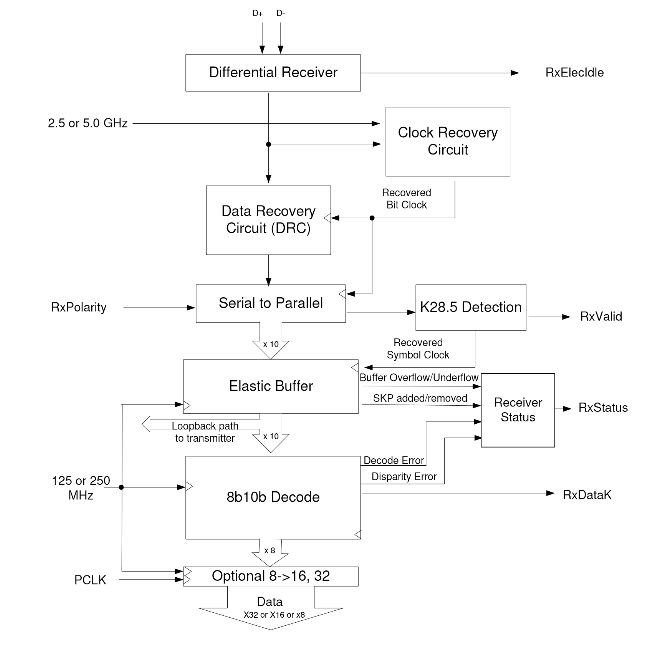 D+ D-
Differential Receiver
RxElecIdle
2.5 or 5.0 GHz
Clock Recovery
Circuit
Recovered
Bit Clock
Data Recovery
Circuit (DRC)
RxPolarity
Serial to Parallel
K28.5 Detection
RxValid
x 10
Recovered
Symbol Clock
Elastic Buffer
Buffer Overflow/Underflow
SKP added/removed
Receiver
Status
RxStatus
Loopback path
to transmitter
x 10
Decode Error
Disparity Error
125 or 250
MHz
8b10b Decode
RxDataK
x 8
PCLK
Optional 8->16, 32
Data
X32 or X16 or x8